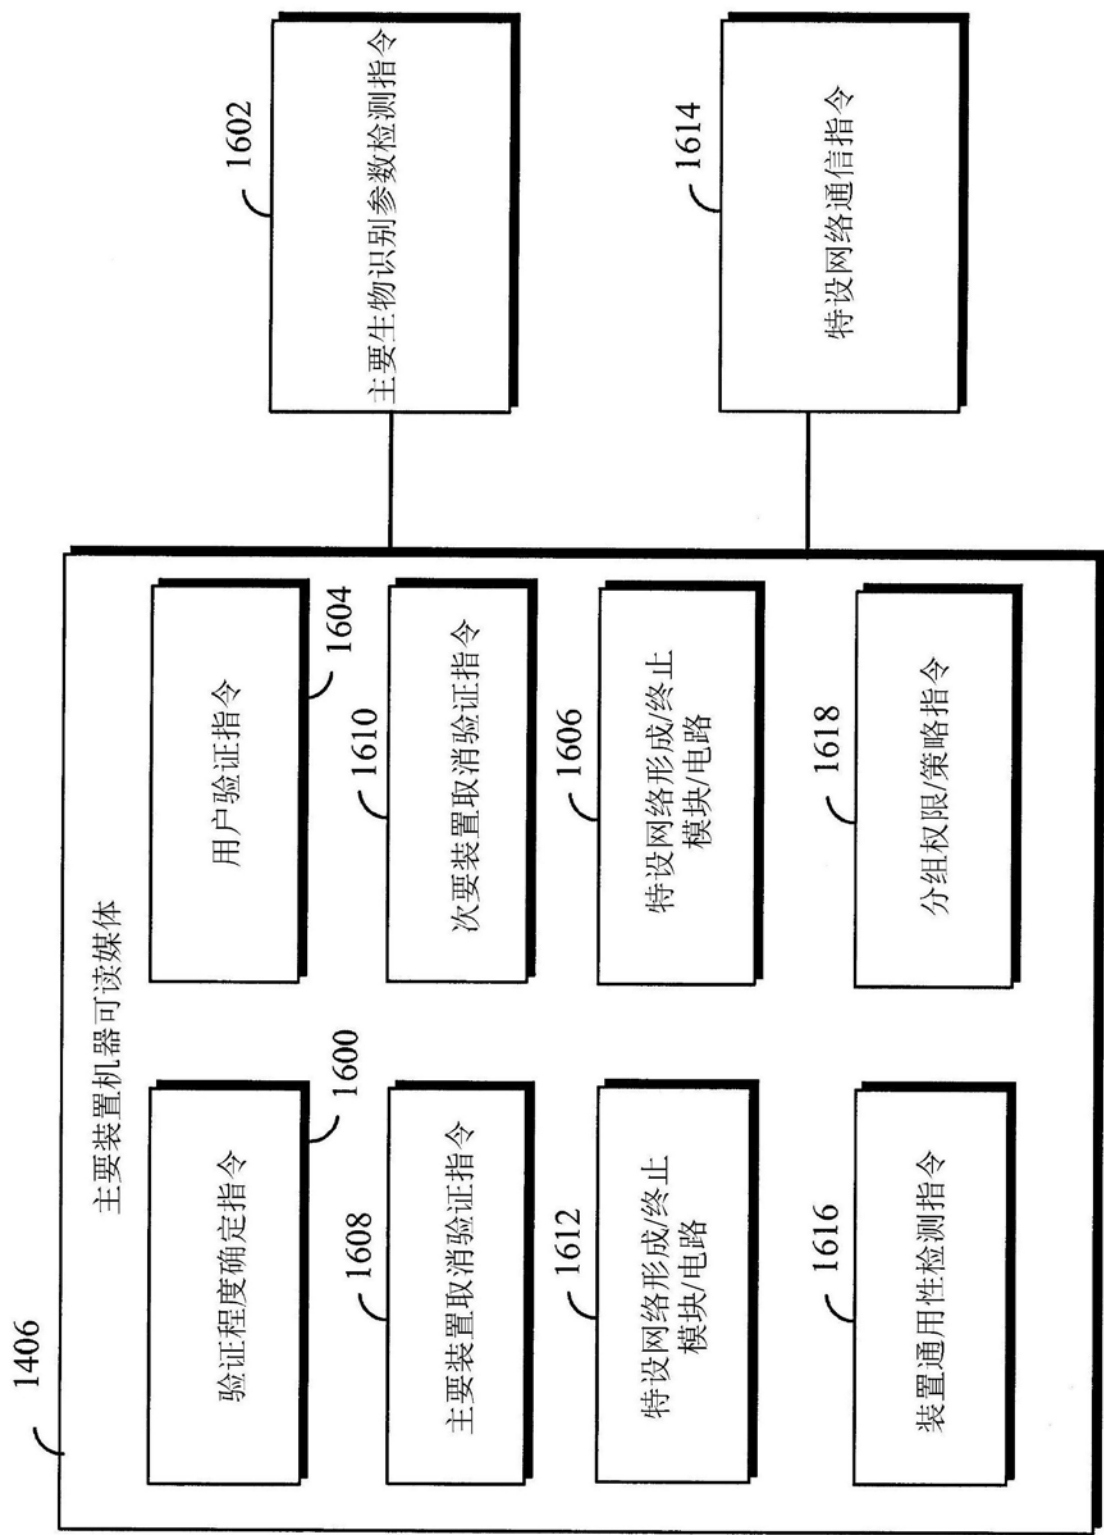 1406
主要装置机器可读媒体
验证程度确定指令
1600
用户验证指令
1604
主要生物识别参数检测指令
1602
1608
主要装置取消验证指令
1610
次要装置取消验证指令
1612
特设网络形成/终止
模块/电路
1606
特设网络形成/终止
模块/电路
1614
特设网络通信指令
1616
装置通用性检测指令
1618
分组权限/策略指令